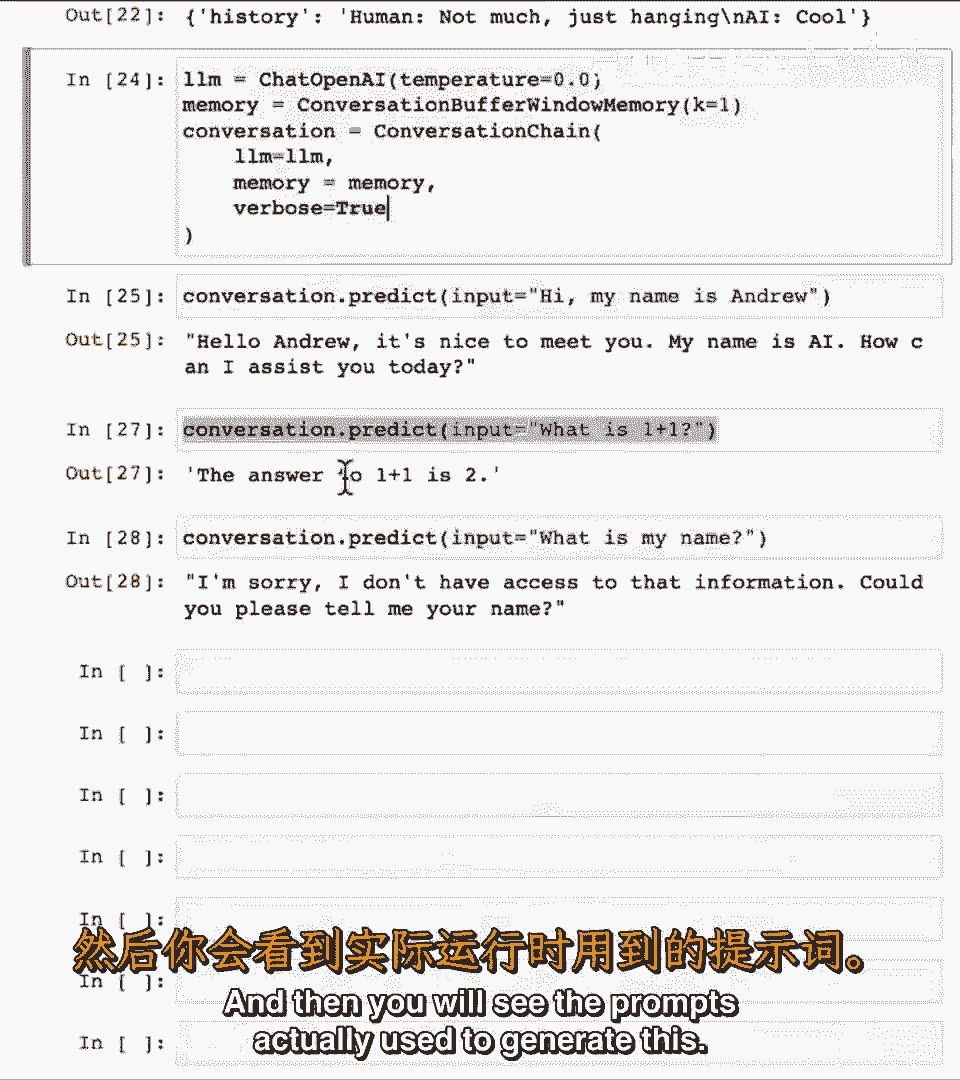 Out[22]: {'history': 'Human: Not much, just hanging\nAI: Cool'}
In [24]: llm = ChatOpenAI(temperature=0.0)
memory = ConversationBufferWindowMemory(k=1)
conversation = ConversationChain(
    llm=llm,
    memory = memory,
    verbose=True
)
In [25]: conversation.predict(input="Hi, my name is Andrew")
Out[25]: "Hello Andrew, it's nice to meet you. My name is AI. How c
an I assist you today?"
In [27]: conversation.predict(input="What is 1+1?")
Out[27]: 'The answer to 1+1 is 2.'
In [28]: conversation.predict(input="What is my name?")
Out[28]: "I'm sorry, I don't have access to that information. Could
you please tell me your name?"
In [ ]:
In [ ]:
In [ ]:
In [ ]:
In [ ]:
然后你会看到实际运行时用到的提示词。
In [ ]:
And then you will see the prompts
In [ ]:
actually used to generate this.